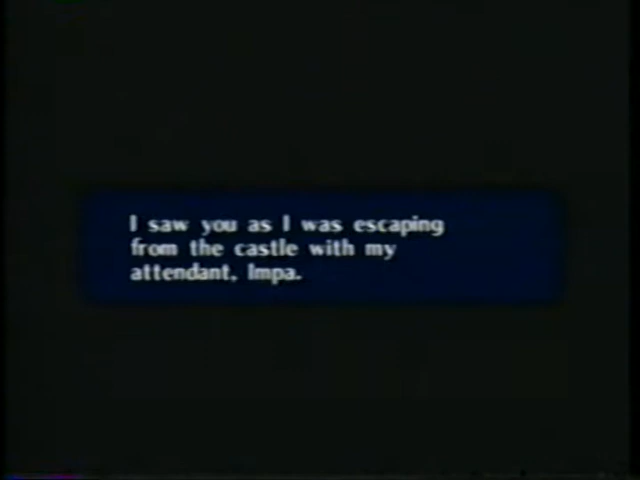 I saw you as I was escaping
from the castle with my
attendant, Impa.